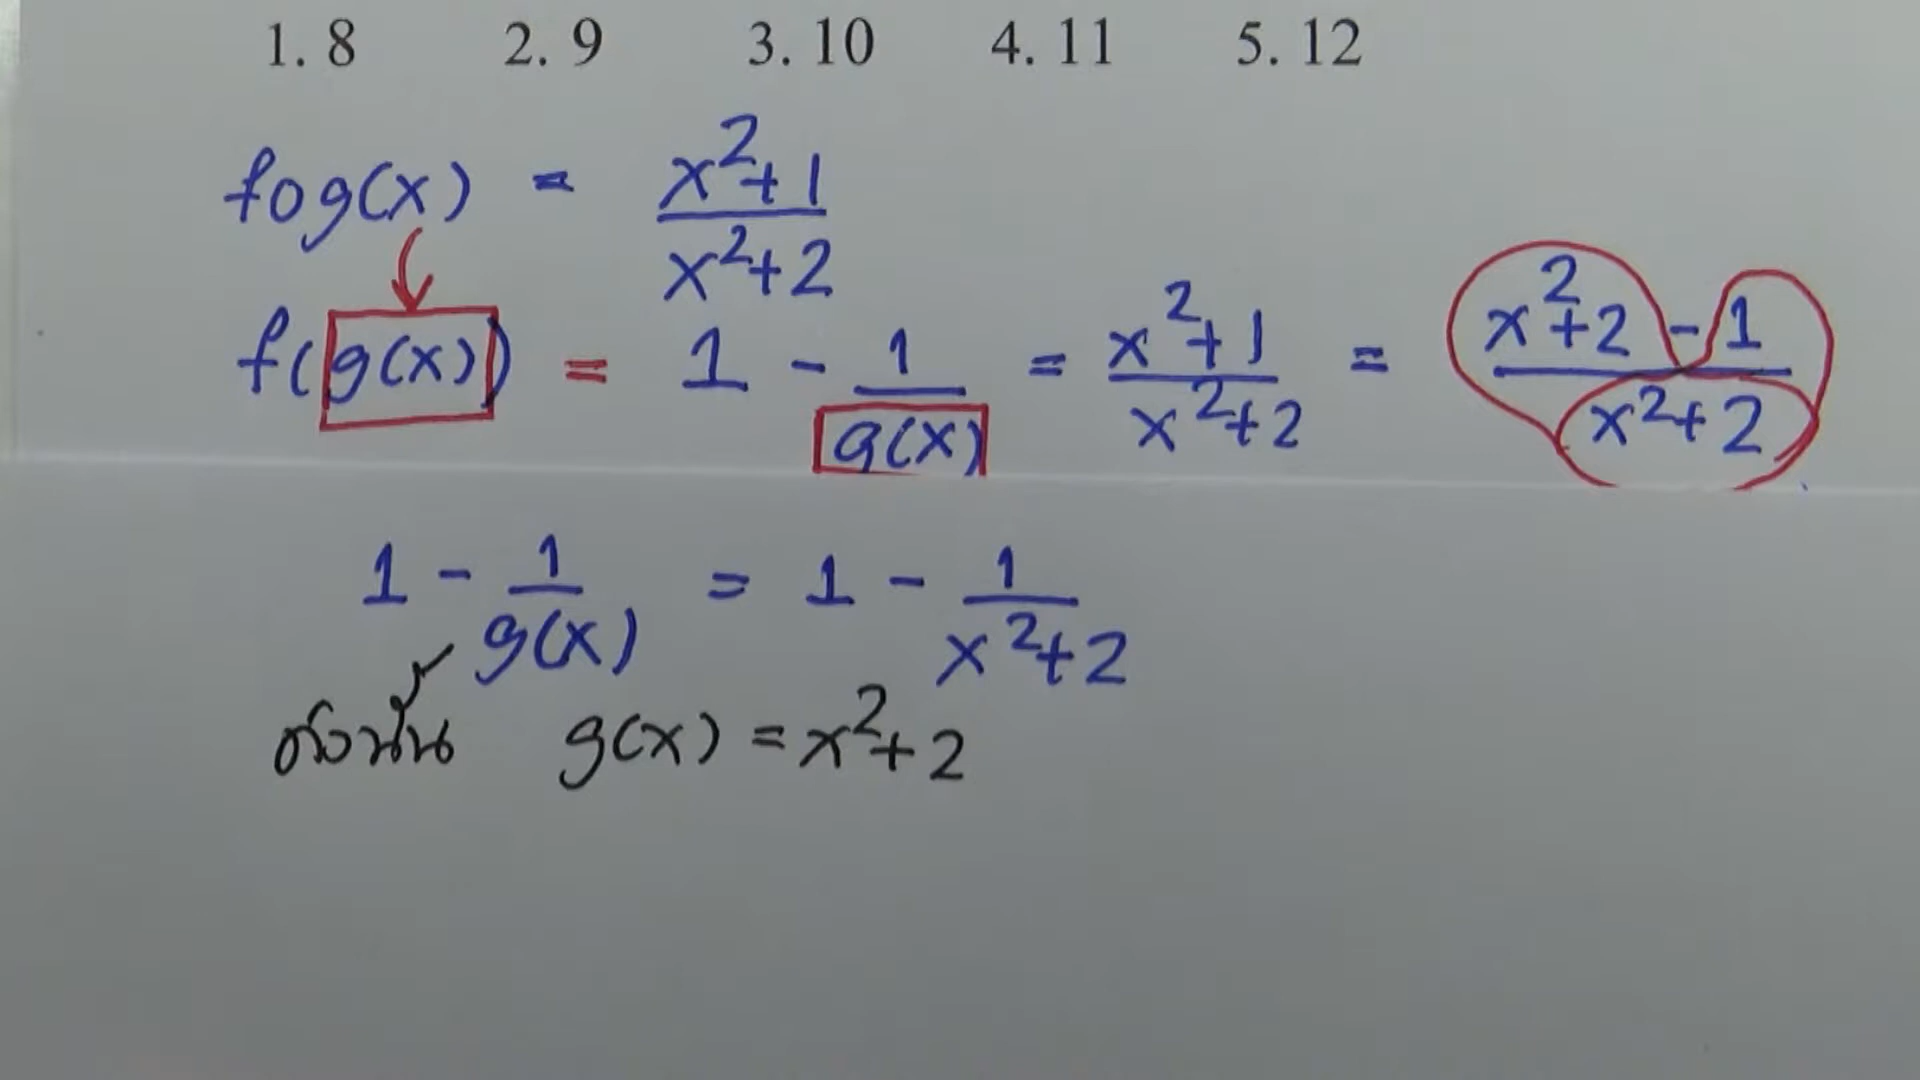 1. 8 2. 9 3. 10 4. 11 5. 12
fog(x) = (x²+1)/(x²+2)
f(g(x)) = 1 - 1/g(x) = (x²+1)/(x²+2) = (x²+2-1)/(x²+2)
1 - 1/g(x) = 1 - 1/(x²+2)
ดังนั้น g(x) = x²+2